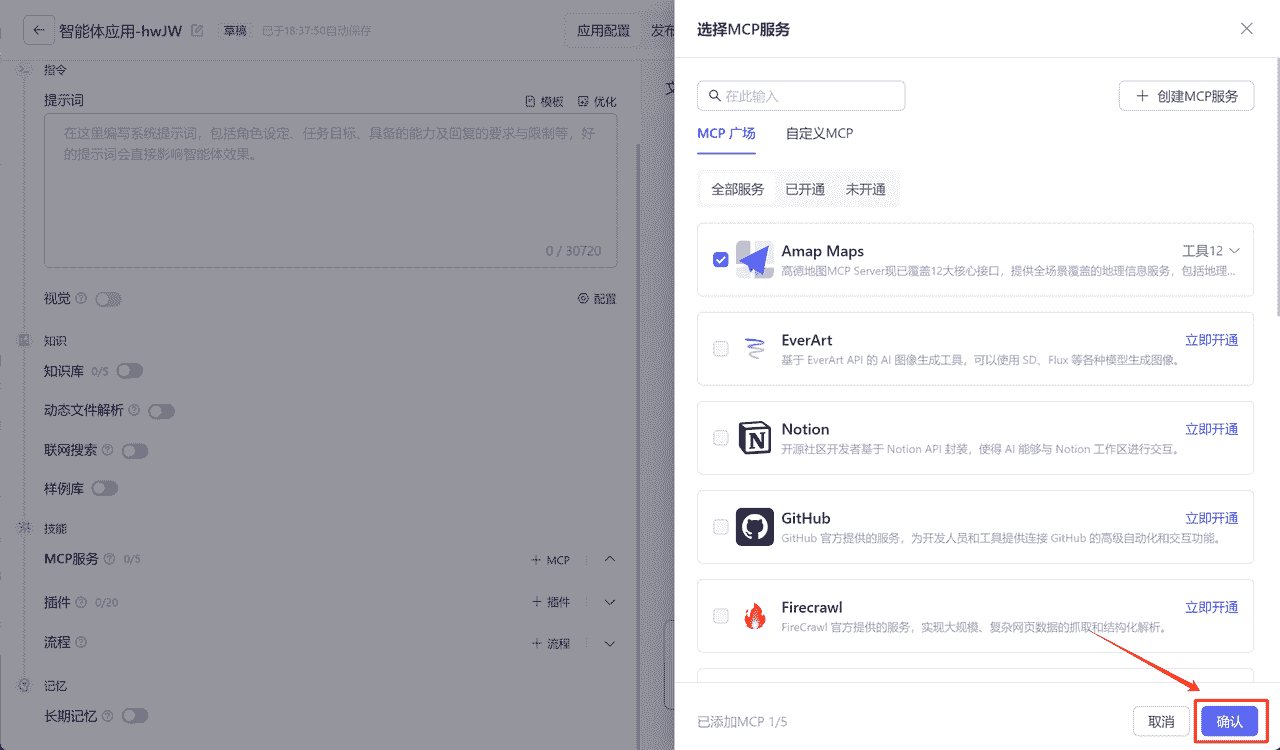 智能体应用-hwJW 草稿 已于18:37:50自动保存 应用配置 发布
指令
提示词 模板 优化
在这里编写系统提示词，包括角色设定、任务目标、具备的能力及回复的要求与限制等，好
的提示词会直接影响智能体效果。
0 / 30720
视觉 配置
知识
知识库 0/5
动态文件解析
联网搜索
样例库
技能
MCP服务 0/5 + MCP
插件 0/20 + 插件
流程 + 流程
记忆
长期记忆
选择MCP服务
在此输入 + 创建MCP服务
MCP 广场 自定义MCP
全部服务 已开通 未开通
Amap Maps 工具12
高德地图MCP Server现已覆盖12大核心接口，提供全场景覆盖的地理信息服务，包括地理...
EverArt 立即开通
基于 EverArt API 的 AI 图像生成工具，可以使用 SD、Flux 等各种模型生成图像。
Notion 立即开通
开源社区开发者基于 Notion API 封装，使得 AI 能够与 Notion 工作区进行交互。
GitHub 立即开通
GitHub 官方提供的服务，为开发人员和工具提供连接 GitHub 的高级自动化和交互功能。
Firecrawl 立即开通
FireCrawl 官方提供的服务，实现大规模、复杂网页数据的抓取和结构化解析。
已添加MCP 1/5 取消 确认